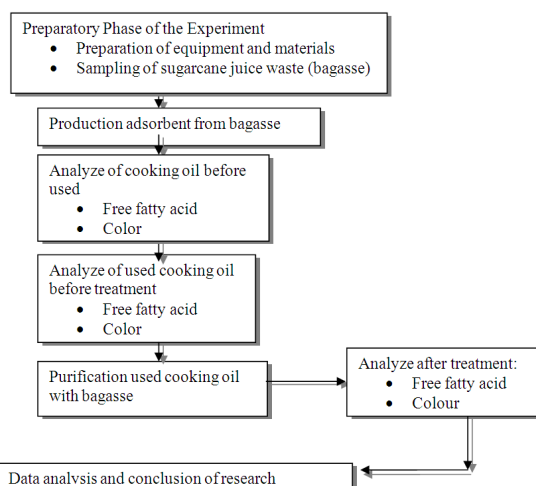 Preparatory Phase of the Experiment
• Preparation of equipment and materials
• Sampling of sugarcane juice waste (bagasse)
Production adsorbent from bagasse
Analyze of cooking oil before
used
• Free fatty acid
• Color
Analyze of used cooking oil
before treatment
• Free fatty acid
• Color
Purification used cooking oil
with bagasse
Analyze after treatment:
• Free fatty acid
• Colour
Data analysis and conclusion of research